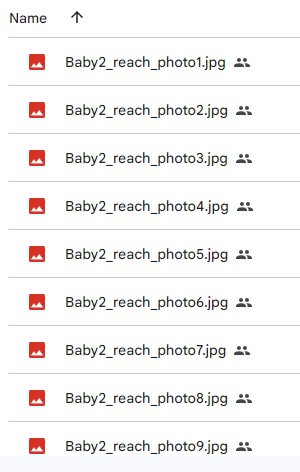 Name
Baby2_reach_photo1.jpg
Baby2_reach_photo2.jpg
Baby2_reach_photo3.jpg
Baby2_reach_photo4.jpg
Baby2_reach_photo5.jpg
Baby2_reach_photo6.jpg
Baby2_reach_photo7.jpg
Baby2_reach_photo8.jpg
Baby2_reach_photo9.jpg